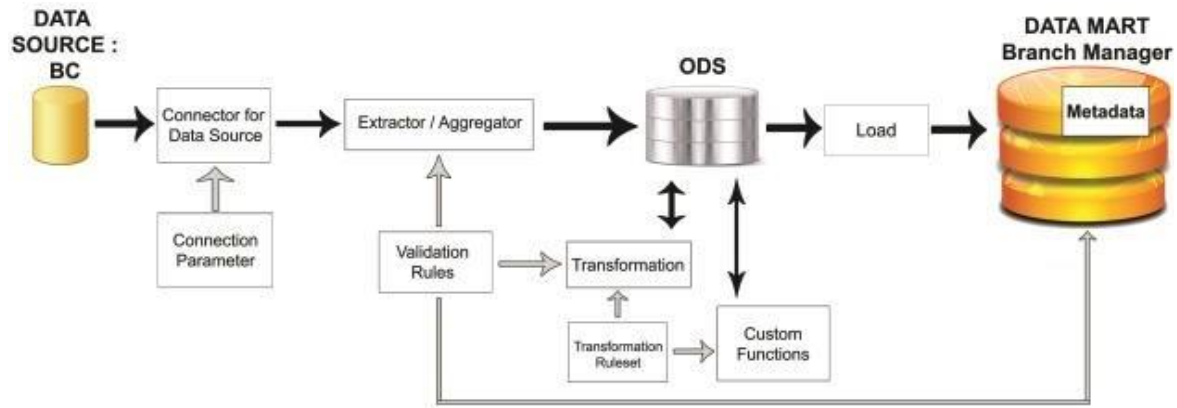 DATA
SOURCE :
BC
Connector for
Data Source
Connection
Parameter
Extractor / Aggregator
Validation
Rules
ODS
Transformation
Transformation
Ruleset
Custom
Functions
Load
DATA MART
Branch Manager
Metadata